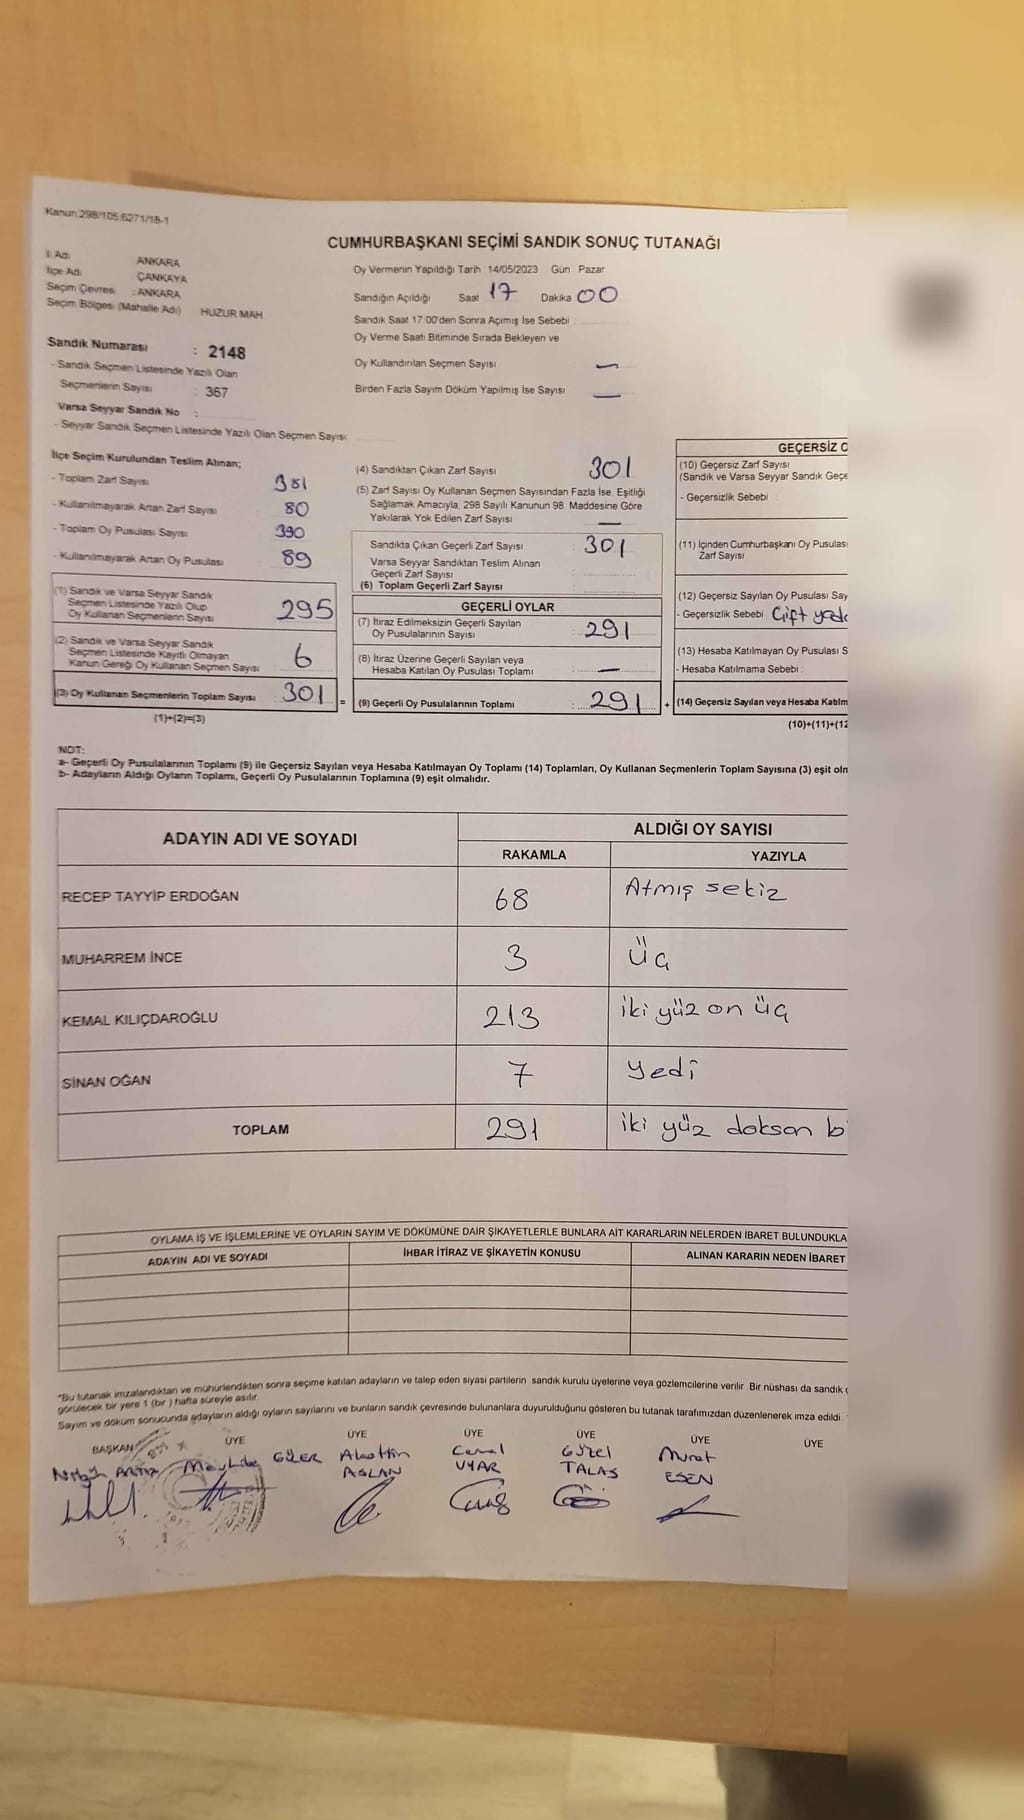 Kanun:298/105;6271/18-1
CUMHURBAŞKANI SEÇİMİ SANDIK SONUÇ TUTANAĞI
İl Adı ANKARA
İlçe Adı ÇANKAYA
Seçim Çevresi : ANKARA
Seçim Bölgesi (Mahalle Adı) HUZUR MAH
Sandık Numarası : 2148
- Sandık Seçmen Listesinde Yazılı Olan
Seçmenlerin Sayısı : 367
Varsa Seyyar Sandık No :
- Seyyar Sandık Seçmen Listesinde Yazılı Olan Seçmen Sayısı
Oy Vermenin Yapıldığı Tarih 14/05/2023 Gün Pazar
Sandığın Açıldığı Saat 17 Dakika 00
Sandık Saat 17:00'den Sonra Açımış İse Sebebi :
Oy Verme Saati Bitiminde Sırada Bekleyen ve
Oy Kullandırılan Seçmen Sayısı —
Birden Fazla Sayım Döküm Yapılmış İse Sayısı —
İlçe Seçim Kurulundan Teslim Alınan;
- Toplam Zarf Sayısı 381
- Kullanılmayarak Artan Zarf Sayısı 80
- Toplam Oy Pusulası Sayısı 390
- Kullanılmayarak Artan Oy Pusulası 89
(1) Sandık ve Varsa Seyyar Sandık
Seçmen Listesinde Yazılı Olup
Oy Kullanan Seçmenlerin Sayısı 295
(2) Sandık ve Varsa Seyyar Sandık
Seçmen Listesinde Kayıtlı Olmayan
Kanun Gereği Oy Kullanan Seçmen Sayısı 6
(3) Oy Kullanan Seçmenlerin Toplam Sayısı 301 =
(1)+(2)=(3)
(4) Sandıktan Çıkan Zarf Sayısı 301
(5) Zarf Sayısı Oy Kullanan Seçmen Sayısından Fazla İse, Eşitliği
Sağlamak Amacıyla, 298 Sayılı Kanunun 98. Maddesine Göre
Yakılarak Yok Edilen Zarf Sayısı —
Sandıkta Çıkan Geçerli Zarf Sayısı : 301
Varsa Seyyar Sandıktan Teslim Alınan
Geçerli Zarf Sayısı :
(6) Toplam Geçerli Zarf Sayısı :
GEÇERLİ OYLAR
(7) İtiraz Edilmeksizin Geçerli Sayılan
Oy Pusulalarının Sayısı : 291
(8) İtiraz Üzerine Geçerli Sayılan veya
Hesaba Katılan Oy Pusulası Toplamı : —
(9) Geçerli Oy Pusulalarının Toplamı : 291 +
GEÇERSİZ O
(10) Geçersiz Zarf Sayısı
(Sandık ve Varsa Seyyar Sandık Geçe
- Geçersizlik Sebebi :
(11) İçinden Cumhurbaşkanı Oy Pusulası
Zarf Sayısı
(12) Geçersiz Sayılan Oy Pusulası Say
- Geçersizlik Sebebi Çift
(13) Hesaba Katılmayan Oy Pusulası S
- Hesaba Katılmama Sebebi :
(14) Geçersiz Sayılan veya Hesaba Katılm
(10)+(11)+(12
NOT:
a- Geçerli Oy Pusulalarının Toplamı (9) ile Geçersiz Sayılan veya Hesaba Katılmayan Oy Toplamı (14) Toplamları, Oy Kullanan Seçmenlerin Toplam Sayısına (3) eşit olm
b- Adayların Aldığı Oyların Toplamı, Geçerli Oy Pusulalarının Toplamına (9) eşit olmalıdır.
ADAYIN ADI VE SOYADI ALDIĞI OY SAYISI
RAKAMLA YAZIYLA
RECEP TAYYİP ERDOĞAN 68 Atmış sekiz
MUHARREM İNCE 3 üç
KEMAL KILIÇDAROĞLU 213 iki yüz on üç
SİNAN OĞAN 7 yedi
TOPLAM 291 iki yüz doksan bi
OYLAMA İŞ VE İŞLEMLERİNE VE OYLARIN SAYIM VE DÖKÜMÜNE DAİR ŞİKAYETLERLE BUNLARA AİT KARARLARIN NELERDEN İBARET BULUNDUKLA
ADAYIN ADI VE SOYADI İHBAR İTİRAZ VE ŞİKAYETİN KONUSU ALINAN KARARIN NEDEN İBARET
"Bu tutanak imzalandıktan ve mühürlendikten sonra seçime katılan adayların ve talep eden siyasi partilerin sandık kurulu üyelerine veya gözlemcilerine verilir. Bir nüshası da sandık ç
görülecek bir yere 1 (bir) hafta süreyle asılır.
Sayım ve döküm sonucunda adayların aldığı oyların sayılarını ve bunların sandık çevresinde bulunanlara duyurulduğunu gösteren bu tutanak tarafımızdan düzenlenerek imza edildi.
BAŞKAN ÜYE ÜYE ÜYE ÜYE ÜYE ÜYE
GÜLER Alaattin Cemal Güzel Murat
ASLAN UYAR TALAŞ ESEN